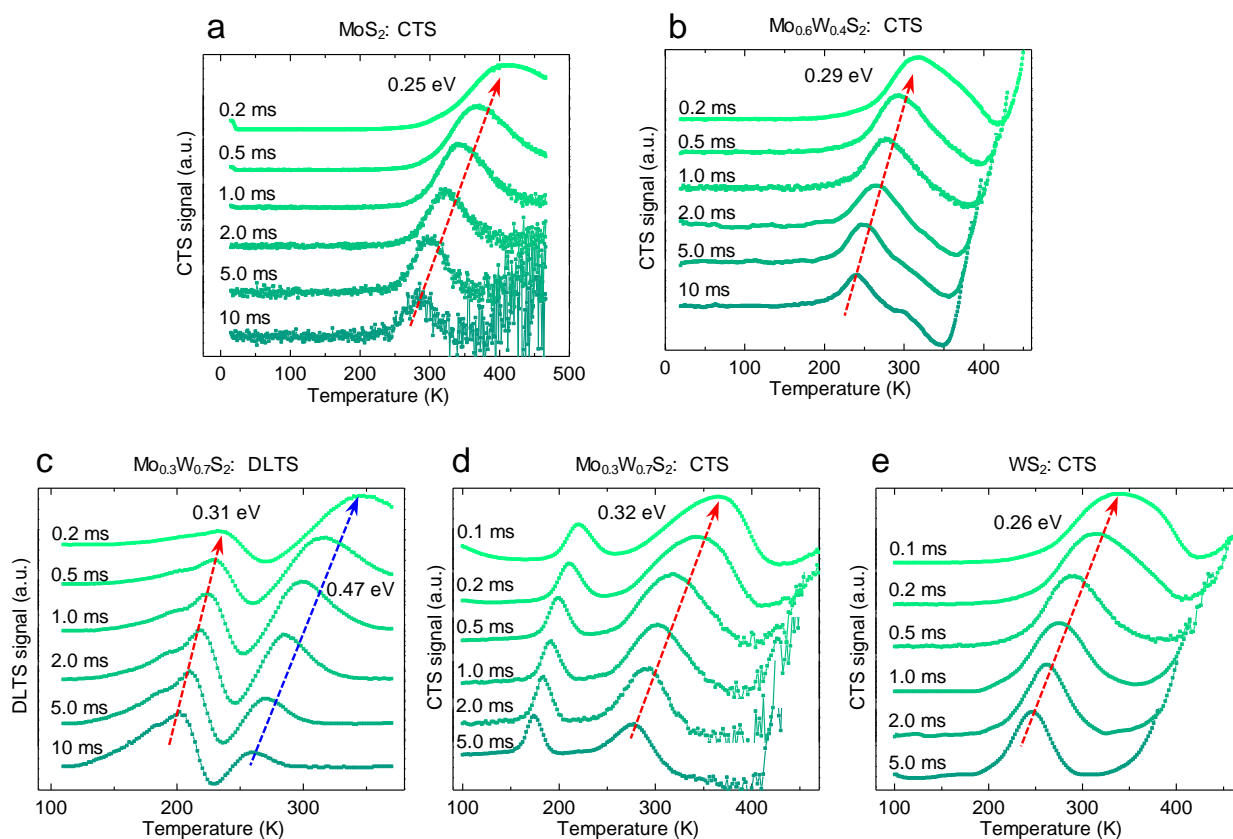 a
MoS2: CTS
0.25 eV
0.2 ms
0.5 ms
1.0 ms
2.0 ms
5.0 ms
10 ms
CTS signal (a.u.)
0 100 200 300 400 500
Temperature (K)
b
Mo0.6W0.4S2: CTS
0.29 eV
0.2 ms
0.5 ms
1.0 ms
2.0 ms
5.0 ms
10 ms
CTS signal (a.u.)
0 100 200 300 400
Temperature (K)
c
Mo0.3W0.7S2: DLTS
0.31 eV
0.2 ms
0.5 ms
0.47 eV
1.0 ms
2.0 ms
5.0 ms
10 ms
DLTS signal (a.u.)
100 200 300
Temperature (K)
d
Mo0.3W0.7S2: CTS
0.32 eV
0.1 ms
0.2 ms
0.5 ms
1.0 ms
2.0 ms
5.0 ms
CTS signal (a.u.)
100 200 300 400
Temperature (K)
e
WS2: CTS
0.26 eV
0.1 ms
0.2 ms
0.5 ms
1.0 ms
2.0 ms
5.0 ms
CTS signal (a.u.)
100 200 300 400
Temperature (K)